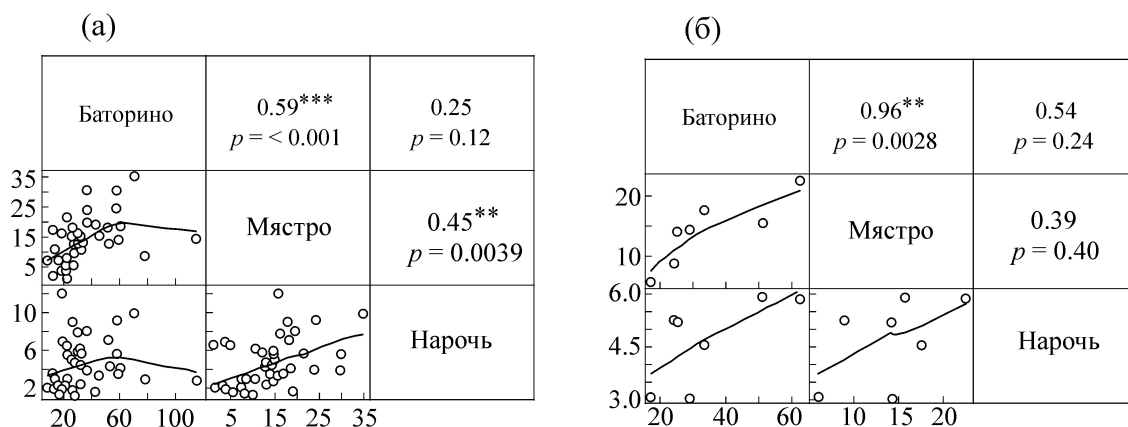 (а)
Баторино
0.59***
p = < 0.001
0.25
p = 0.12
35
25
15
5
Мястро
0.45**
p = 0.0039
10
8
6
4
2
Нарочь
20 60 100
5 15 25 35
(б)
Баторино
0.96**
p = 0.0028
0.54
p = 0.24
20
10
Мястро
0.39
p = 0.40
6.0
4.5
3.0
Нарочь
20 40 60
10 15 20